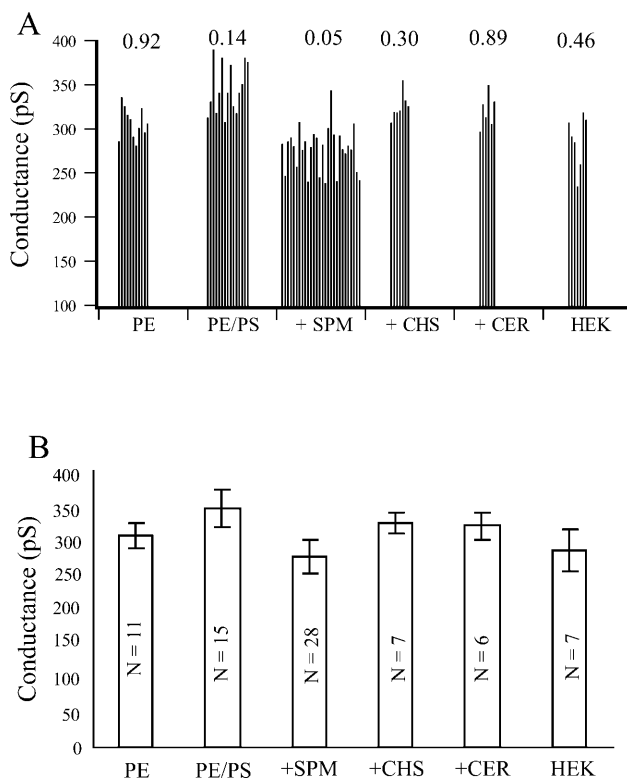 A
0.92 0.14 0.05 0.30 0.89 0.46
Conductance (pS)
400
350
300
250
200
150
100
PE PE/PS + SPM + CHS + CER HEK
B
Conductance (pS)
400
350
300
250
200
150
100
50
0
N = 11 N = 15 N = 28 N = 7 N = 6 N = 7
PE PE/PS +SPM +CHS +CER HEK